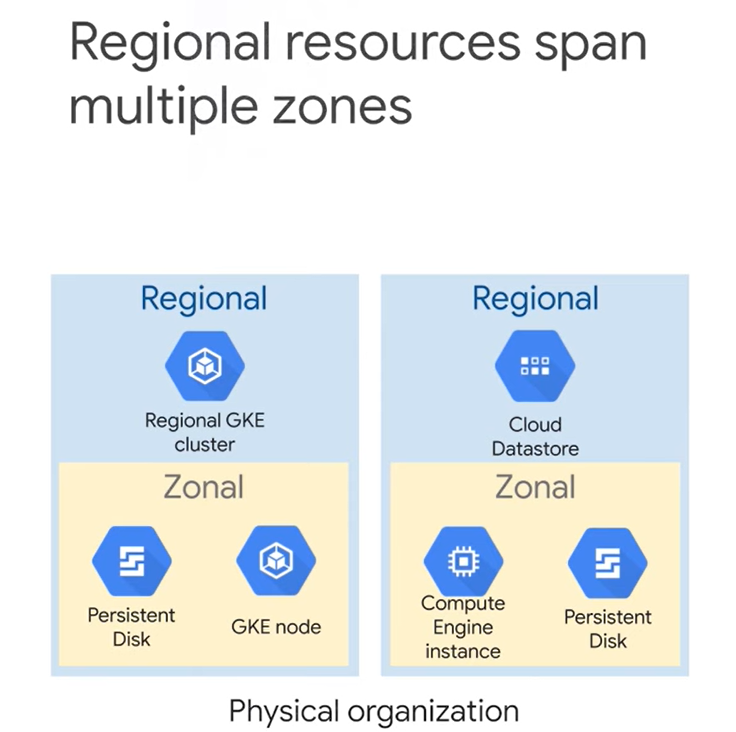 Regional resources span
multiple zones
Regional
Regional GKE
cluster
Zonal
Persistent
Disk
GKE node
Regional
Cloud
Datastore
Zonal
Compute
Engine
instance
Persistent
Disk
Physical organization